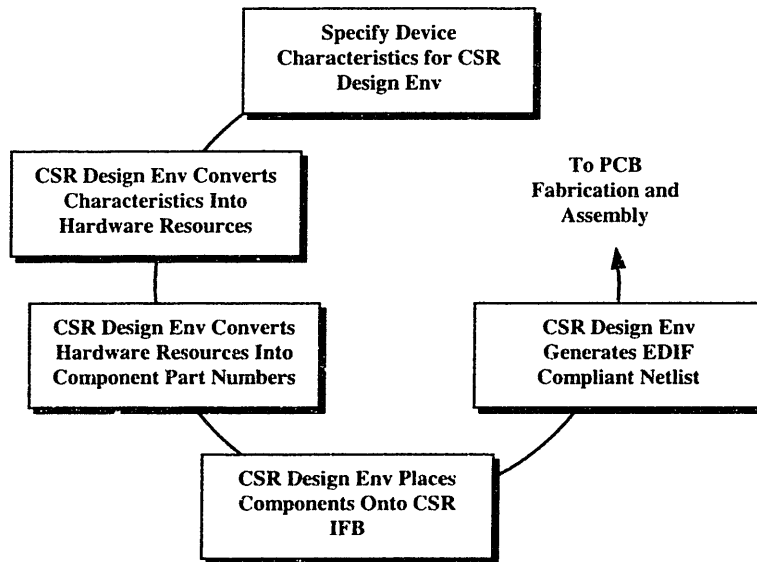 Specify Device
Characteristics for CSR
Design Env
CSR Design Env Converts
Characteristics Into
Hardware Resources
CSR Design Env Converts
Hardware Resources Into
Component Part Numbers
CSR Design Env Places
Components Onto CSR
IFB
CSR Design Env
Generates EDIF
Compliant Netlist
To PCB
Fabrication and
Assembly